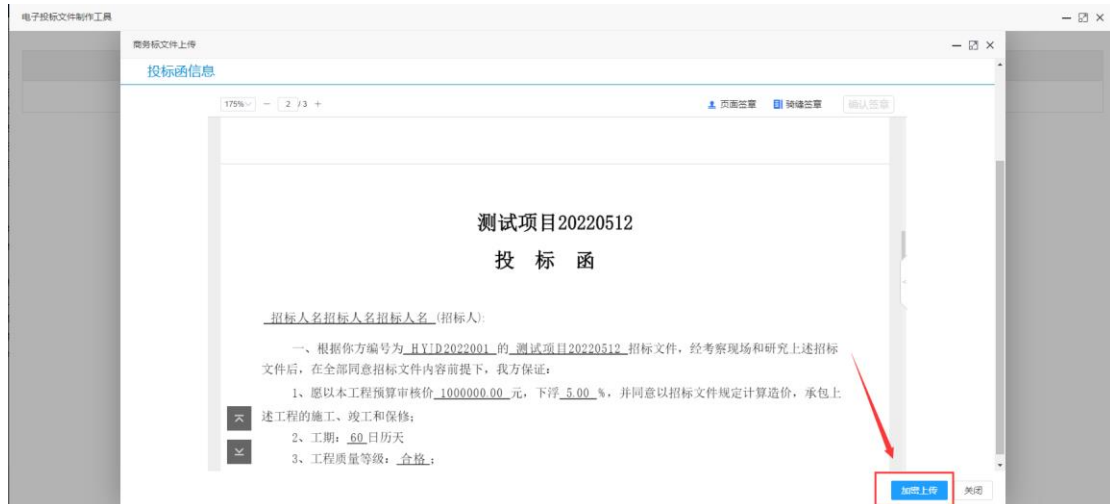 电子投标文件制作工具
商务标文件上传
投标函信息
175% － 2 /3 +
页面签章 骑缝签章 确认签章
测试项目20220512
投 标 函
招标人名招标人名招标人名 (招标人):
一、根据你方编号为 HYJD2022001 的 测试项目20220512 招标文件，经考察现场和研究上述招标
文件后，在全部同意招标文件内容前提下，我方保证：
1、愿以本工程预算审核价 1000000.00 元，下浮 5.00 %，并同意以招标文件规定计算造价，承包上
述工程的施工、竣工和保修;
2、工期： 60 日历天
3、工程质量等级： 合格 ;
加密上传 关闭